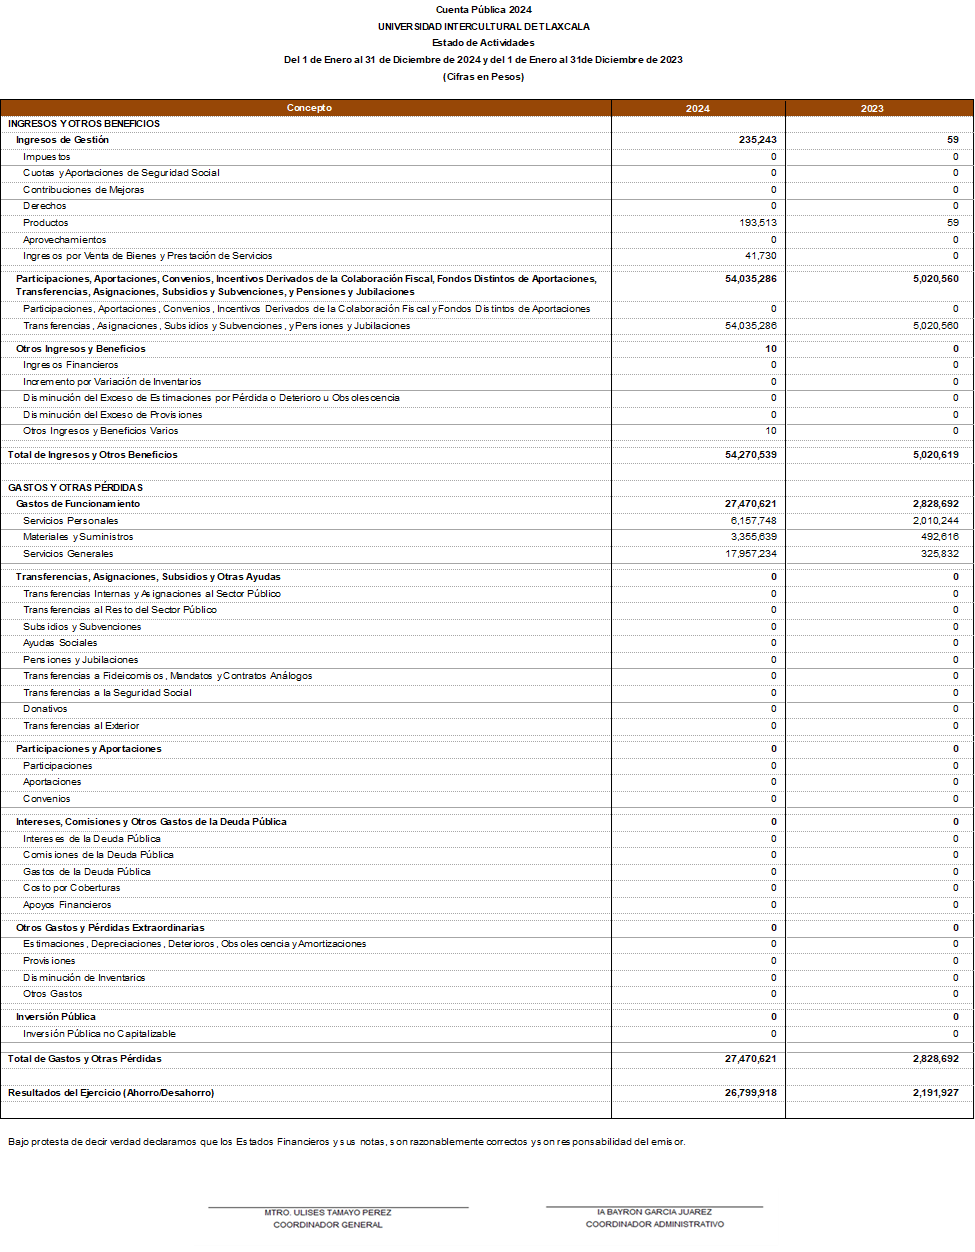 Cuenta Pública 2024
UNIVERSIDAD INTERCULTURAL DE TLAXCALA
Estado de Actividades
Del 1 de Enero al 31 de Diciembre de 2024 y del 1 de Enero al 31de Diciembre de 2023
(Cifras en Pesos)
Concepto 2024 2023
INGRESOS Y OTROS BENEFICIOS
Ingresos de Gestión 235,243 59
Impuestos 0 0
Cuotas y Aportaciones de Seguridad Social 0 0
Contribuciones de Mejoras 0 0
Derechos 0 0
Productos 193,513 59
Aprovechamientos 0 0
Ingresos por Venta de Bienes y Prestación de Servicios 41,730 0
Participaciones, Aportaciones, Convenios, Incentivos Derivados de la Colaboración Fiscal, Fondos Distintos de Aportaciones, 54,035,286 5,020,560
Transferencias, Asignaciones, Subsidios y Subvenciones, y Pensiones y Jubilaciones
Participaciones, Aportaciones, Convenios, Incentivos Derivados de la Colaboración Fiscal y Fondos Distintos de Aportaciones 0 0
Transferencias, Asignaciones, Subsidios y Subvenciones, y Pensiones y Jubilaciones 54,035,286 5,020,560
Otros Ingresos y Beneficios 10 0
Ingresos Financieros 0 0
Incremento por Variación de Inventarios 0 0
Disminución del Exceso de Estimaciones por Pérdida o Deterioro u Obsolescencia 0 0
Disminución del Exceso de Provisiones 0 0
Otros Ingresos y Beneficios Varios 10 0
Total de Ingresos y Otros Beneficios 54,270,539 5,020,619
GASTOS Y OTRAS PÉRDIDAS
Gastos de Funcionamiento 27,470,621 2,828,692
Servicios Personales 6,157,748 2,010,244
Materiales y Suministros 3,355,639 492,616
Servicios Generales 17,957,234 325,832
Transferencias, Asignaciones, Subsidios y Otras Ayudas 0 0
Transferencias Internas y Asignaciones al Sector Público 0 0
Transferencias al Resto del Sector Público 0 0
Subsidios y Subvenciones 0 0
Ayudas Sociales 0 0
Pensiones y Jubilaciones 0 0
Transferencias a Fideicomisos, Mandatos y Contratos Análogos 0 0
Transferencias a la Seguridad Social 0 0
Donativos 0 0
Transferencias al Exterior 0 0
Participaciones y Aportaciones 0 0
Participaciones 0 0
Aportaciones 0 0
Convenios 0 0
Intereses, Comisiones y Otros Gastos de la Deuda Pública 0 0
Intereses de la Deuda Pública 0 0
Comisiones de la Deuda Pública 0 0
Gastos de la Deuda Pública 0 0
Costo por Coberturas 0 0
Apoyos Financieros 0 0
Otros Gastos y Pérdidas Extraordinarias 0 0
Estimaciones, Depreciaciones, Deterioros, Obsolescencia y Amortizaciones 0 0
Provisiones 0 0
Disminución de Inventarios 0 0
Otros Gastos 0 0
Inversión Pública 0 0
Inversión Pública no Capitalizable 0 0
Total de Gastos y Otras Pérdidas 27,470,621 2,828,692
Resultados del Ejercicio (Ahorro/Desahorro) 26,799,918 2,191,927
Bajo protesta de decir verdad declaramos que los Estados Financieros y sus notas, son razonablemente correctos y son responsabilidad del emisor.
MTRO. ULISES TAMAYO PEREZ IA BAYRON GARCIA JUAREZ
COORDINADOR GENERAL COORDINADOR ADMINISTRATIVO